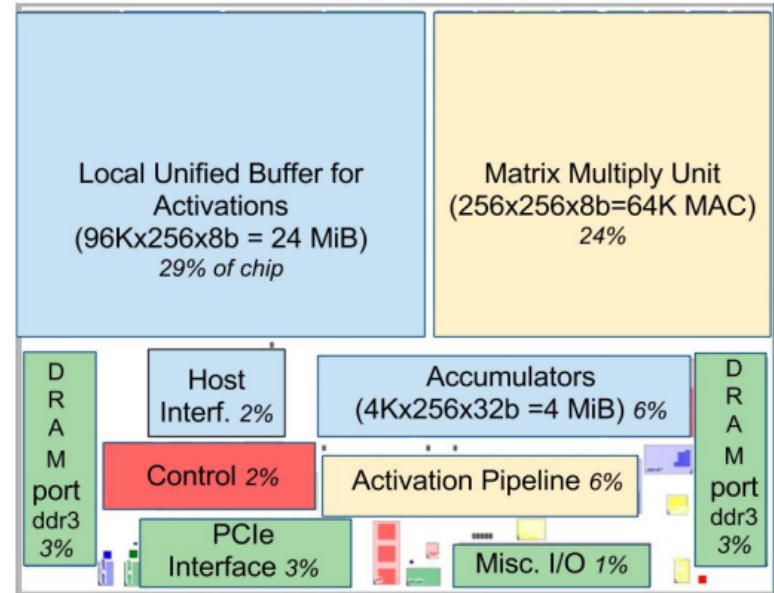 Local Unified Buffer for
Activations
(96Kx256x8b = 24 MiB)
29% of chip
Matrix Multiply Unit
(256x256x8b=64K MAC)
24%
D
R
A
M
port
ddr3
3%
Host
Interf. 2%
Accumulators
(4Kx256x32b =4 MiB) 6%
D
R
A
M
port
ddr3
3%
Control 2%
Activation Pipeline 6%
PCIe
Interface 3%
Misc. I/O 1%